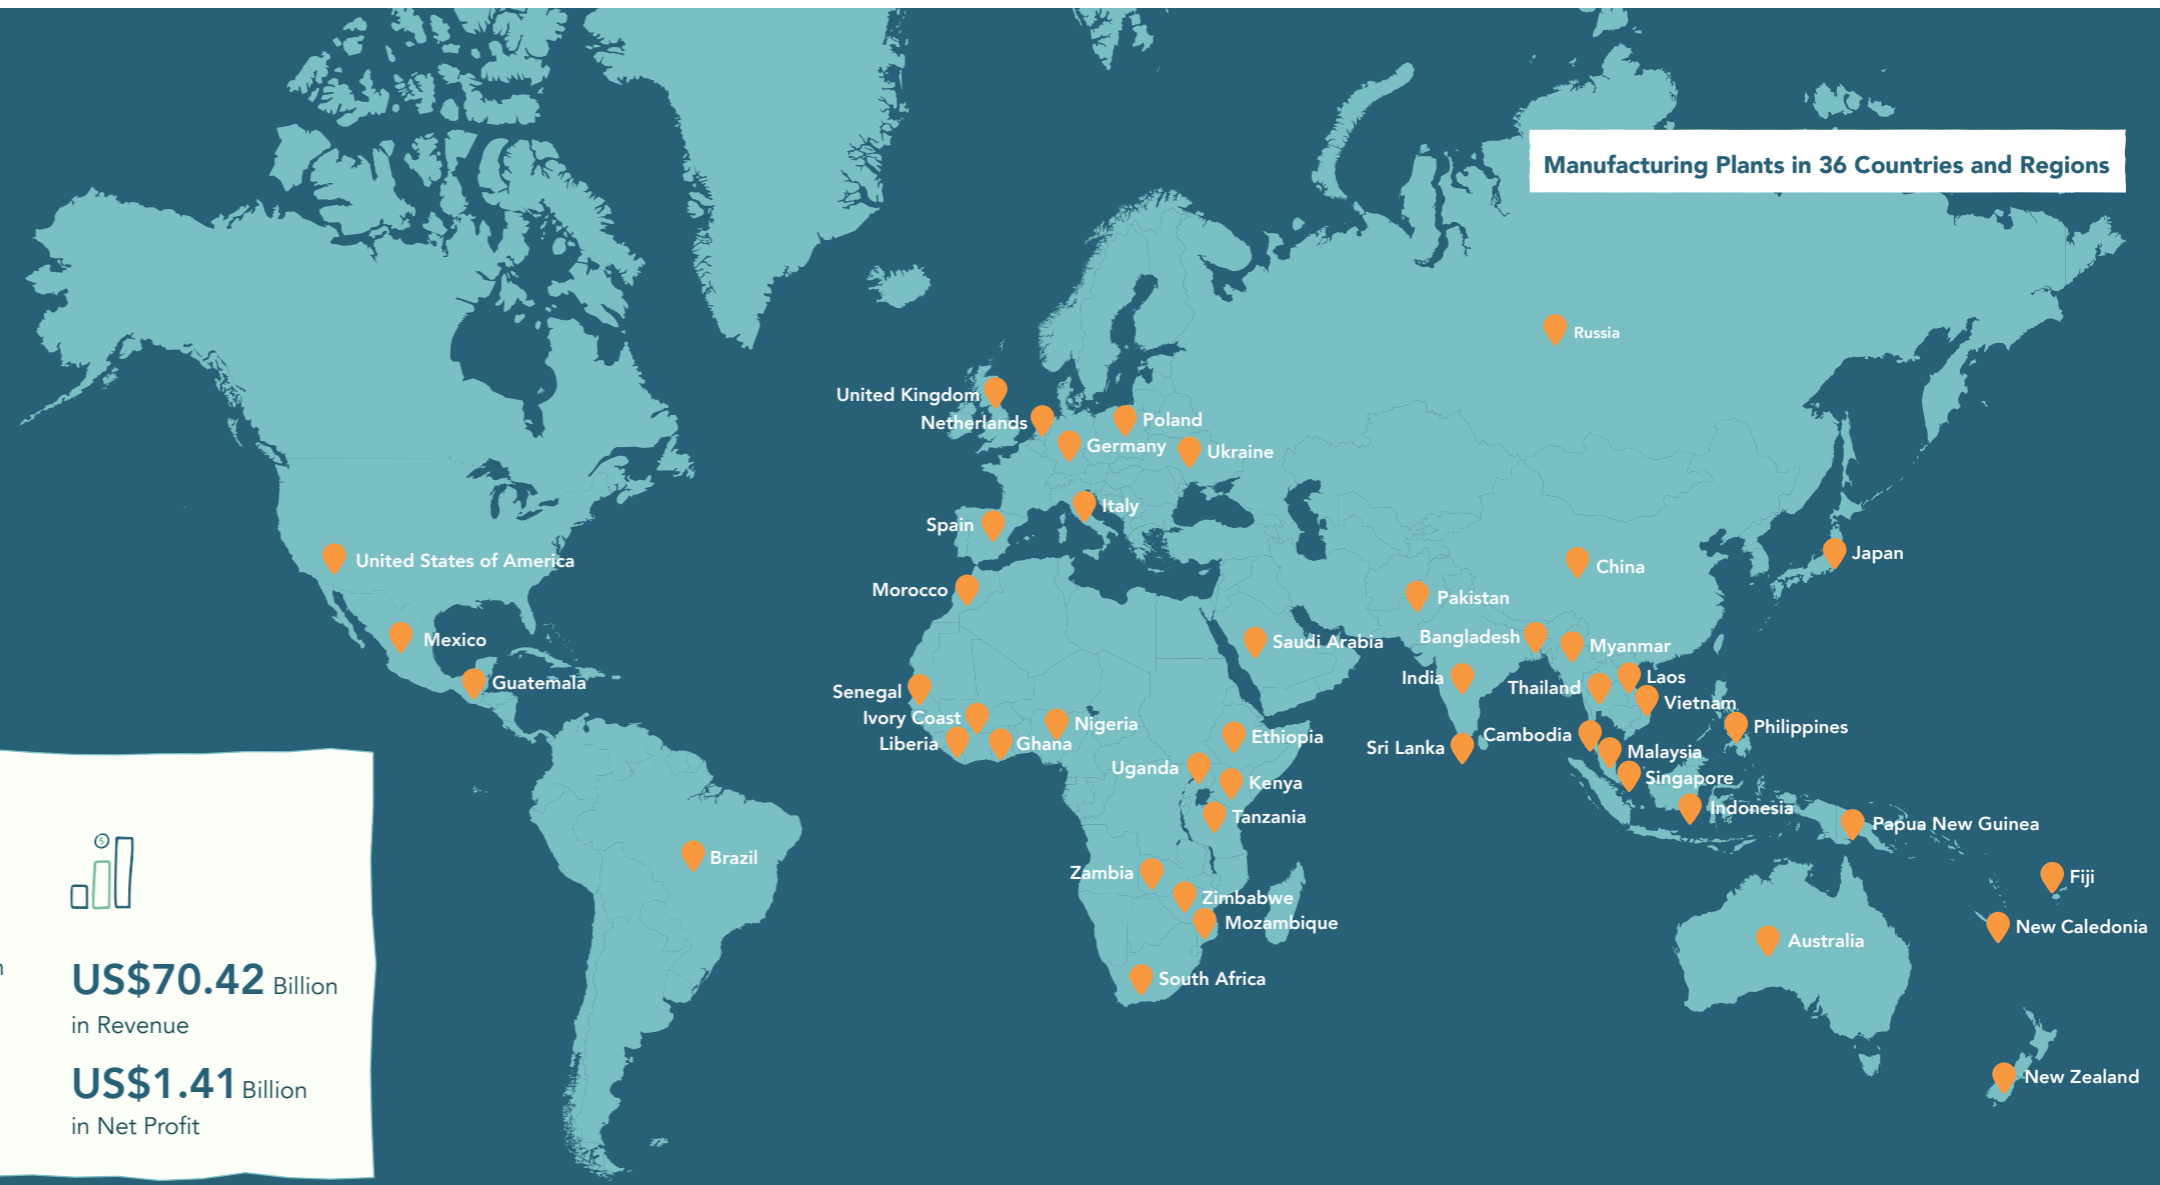 Manufacturing Plants in 36 Countries and Regions
Russia
United Kingdom
Netherlands
Poland
Germany
Ukraine
Italy
Spain
United States of America
Japan
China
Morocco
Pakistan
Mexico
Bangladesh
Saudi Arabia
Myanmar
Guatemala
India
Laos
Thailand
Senegal
Vietnam
Ivory Coast
Nigeria
Philippines
Liberia
Ghana
Ethiopia
Cambodia
Sri Lanka
Malaysia
Uganda
Singapore
Kenya
Indonesia
Tanzania
Papua New Guinea
Brazil
Zambia
Fiji
Zimbabwe
Mozambique
New Caledonia
Australia
South Africa
New Zealand
$
n
US$70.42 Billion
in Revenue
US$1.41 Billion
in Net Profit